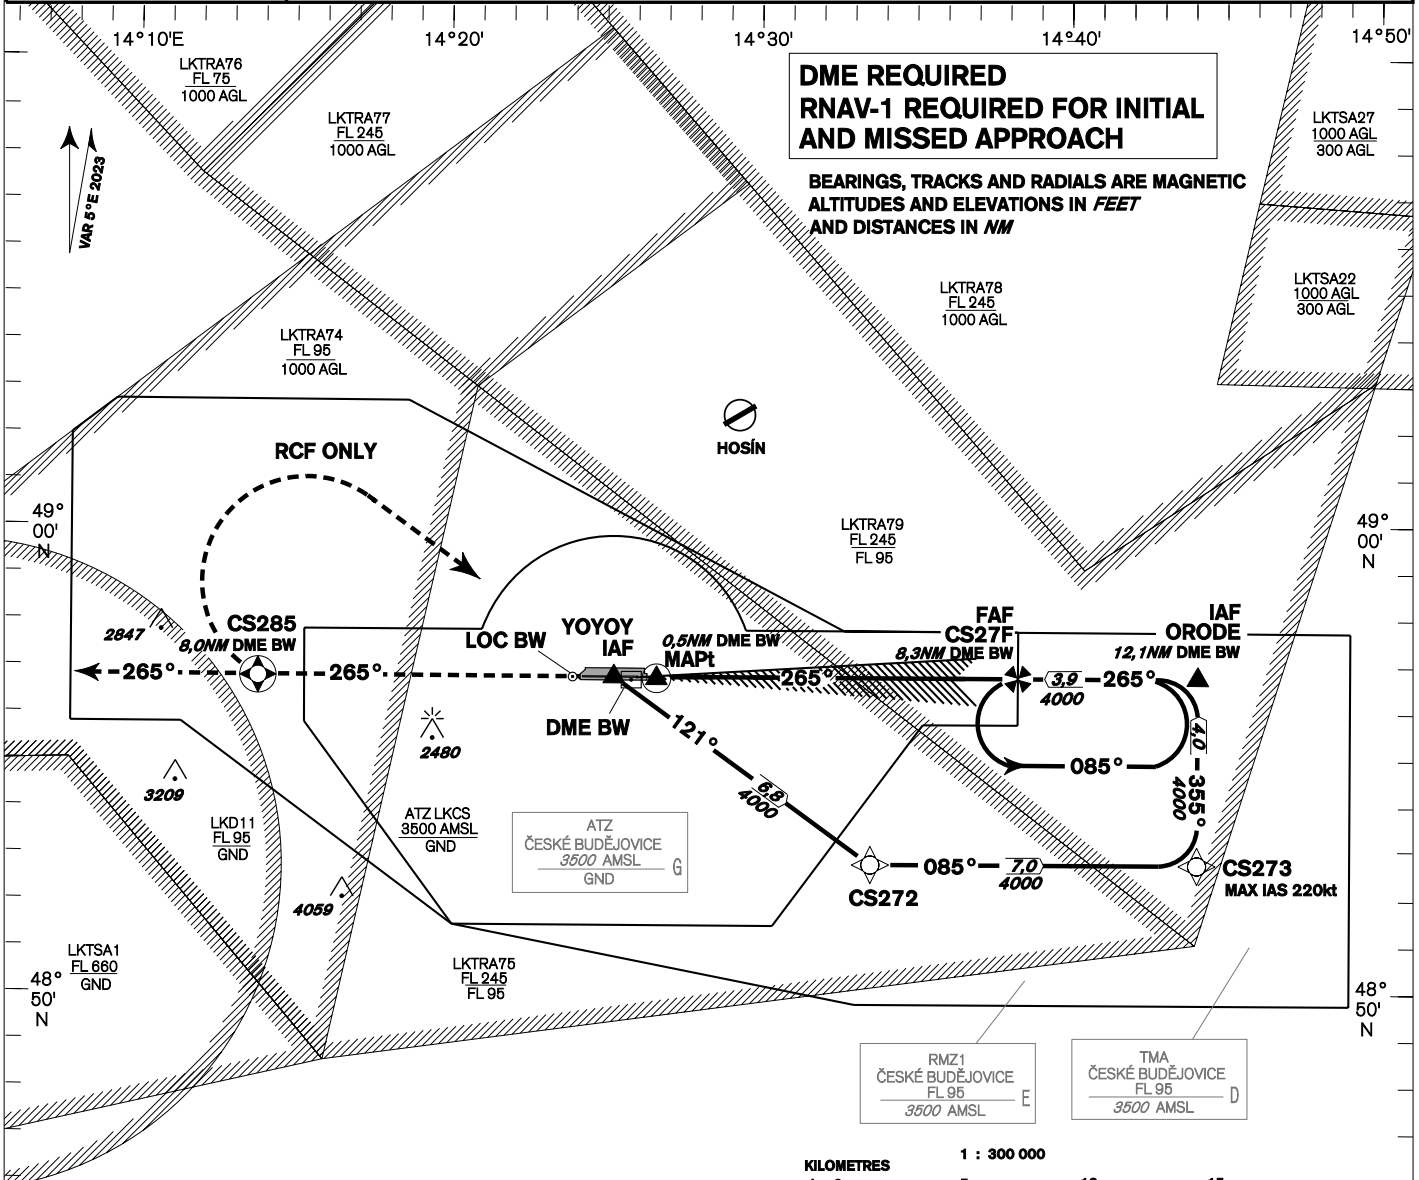 14°10'E
14°20'
14°30'
14°40'
14°50'
LKTRA76
FL 75
1000 AGL
LKTRA77
FL 245
1000 AGL
DME REQUIRED
RNAV-1 REQUIRED FOR INITIAL
AND MISSED APPROACH
LKTSA27
1000 AGL
300 AGL
VAR 5°E 2023
BEARINGS, TRACKS AND RADIALS ARE MAGNETIC
ALTITUDES AND ELEVATIONS IN FEET
AND DISTANCES IN NM
LKTSA22
1000 AGL
300 AGL
LKTRA78
FL 245
1000 AGL
LKTRA74
FL 95
1000 AGL
RCF ONLY
HOSÍN
49°
00'
N
LKTRA79
FL 245
FL 95
49°
00'
N
2847
CS285
8,0NM DME BW
265°
265°
LOC BW
YOYOY
IAF
0,5NM DME BW
MAPt
265°
FAF
CS27F
8,3NM DME BW
3,9
4000
265°
IAF
ORODE
12,1NM DME BW
DME BW
2480
121°
6,8
4000
085°
4,0
355°
4000
3209
LKD11
FL 95
GND
ATZ LKCS
3500 AMSL
GND
ATZ
ČESKÉ BUDĚJOVICE
3500 AMSL
GND
G
CS272
085°
7,0
4000
CS273
MAX IAS 220kt
4059
LKTSA1
FL 660
GND
48°
50'
N
LKTRA75
FL 245
FL 95
48°
50'
N
RMZ1
ČESKÉ BUDĚJOVICE
FL 95
3500 AMSL
E
TMA
ČESKÉ BUDĚJOVICE
FL 95
3500 AMSL
D
1 : 300 000
KILOMETRES